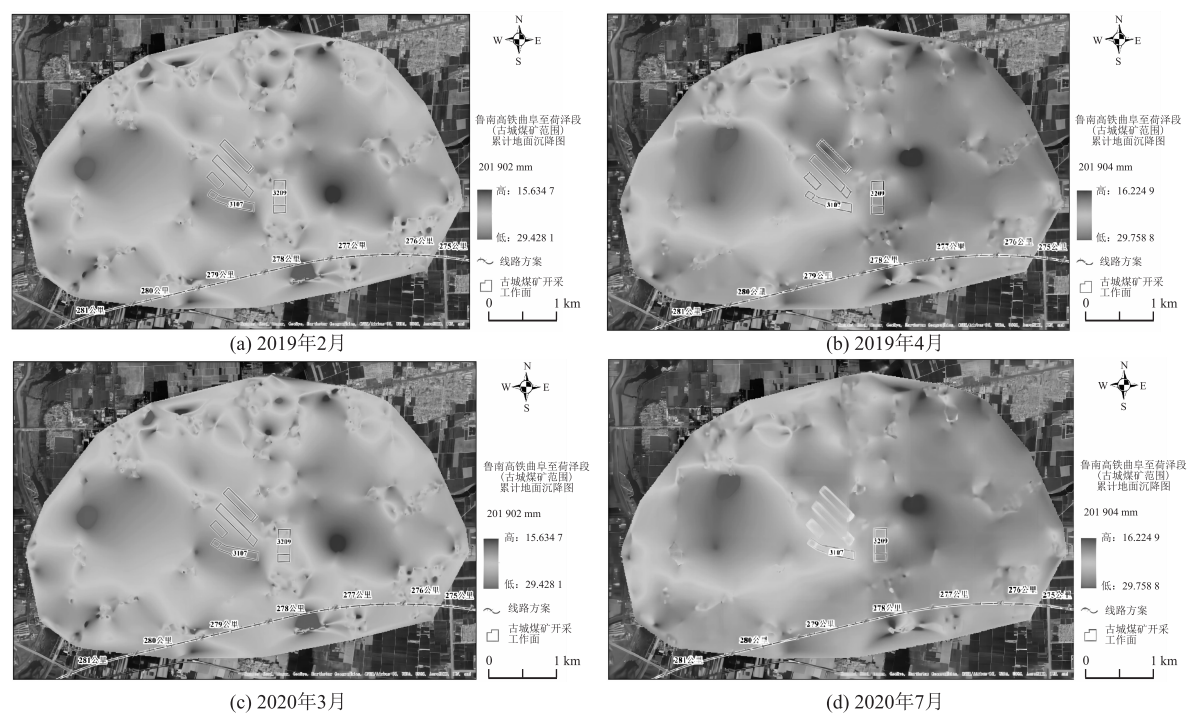 N
W E
S
鲁南高铁曲阜至荷泽段
(古城煤矿范围)
累计地面沉降图
201 902 mm
高：15.634 7
低：29.428 1
线路方案
古城煤矿开采
工作面
0 1 km
3209
3107
275公里
276公里
277公里
278公里
279公里
280公里
281公里
(a) 2019年2月
N
W E
S
鲁南高铁曲阜至荷泽段
(古城煤矿范围)
累计地面沉降图
201 904 mm
高：16.224 9
低：29.758 8
线路方案
古城煤矿开采
工作面
0 1 km
3209
3107
275公里
276公里
277公里
278公里
279公里
280公里
281公里
(b) 2019年4月
N
W E
S
鲁南高铁曲阜至荷泽段
(古城煤矿范围)
累计地面沉降图
201 902 mm
高：15.634 7
低：29.428 1
线路方案
古城煤矿开采
工作面
0 1 km
3209
3107
275公里
276公里
277公里
278公里
279公里
280公里
281公里
(c) 2020年3月
N
W E
S
鲁南高铁曲阜至荷泽段
(古城煤矿范围)
累计地面沉降图
201 904 mm
高：16.224 9
低：29.758 8
线路方案
古城煤矿开采
工作面
0 1 km
3209
3107
275公里
276公里
277公里
278公里
279公里
280公里
281公里
(d) 2020年7月